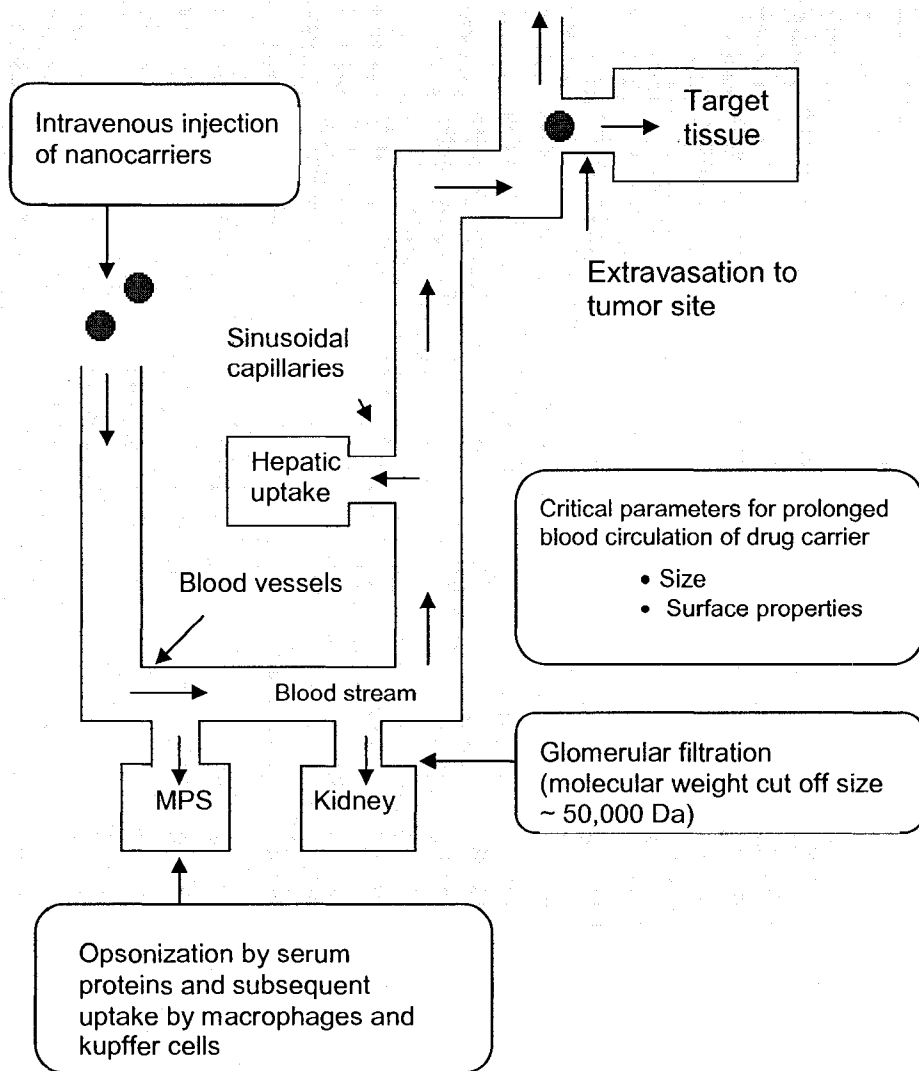 Intravenous injection
of nanocarriers
Target
tissue
Extravasation to
tumor site
Sinusoidal
capillaries
Hepatic
uptake
Critical parameters for prolonged
blood circulation of drug carrier
• Size
• Surface properties
Blood vessels
Blood stream
MPS
Kidney
Glomerular filtration
(molecular weight cut off size
~ 50,000 Da)
Opsonization by serum
proteins and subsequent
uptake by macrophages and
kupffer cells